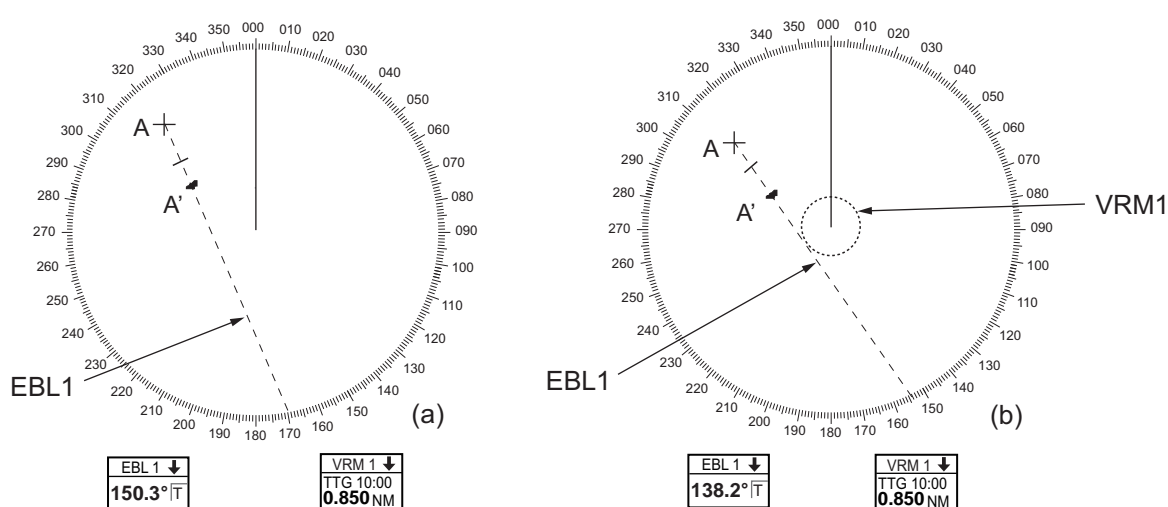 340 350 000 010 020
330 030
320 040
310 050
300 060
290 070
280 080
270 090
260 100
250 110
240 120
230 130
220 140
210 150
200 190 180 170 160
A
A'
EBL1
(a)
EBL 1
150.3° T
VRM 1
TTG 10:00
0.850 NM
340 350 000 010 020
330 030
320 040
310 050
300 060
290 070
280 080
270 090
260 100
250 110
240 120
230 130
220 140
210 150
200 190 180 170 160
A
A'
VRM1
EBL1
(b)
EBL 1
138.2° T
VRM 1
TTG 10:00
0.850 NM